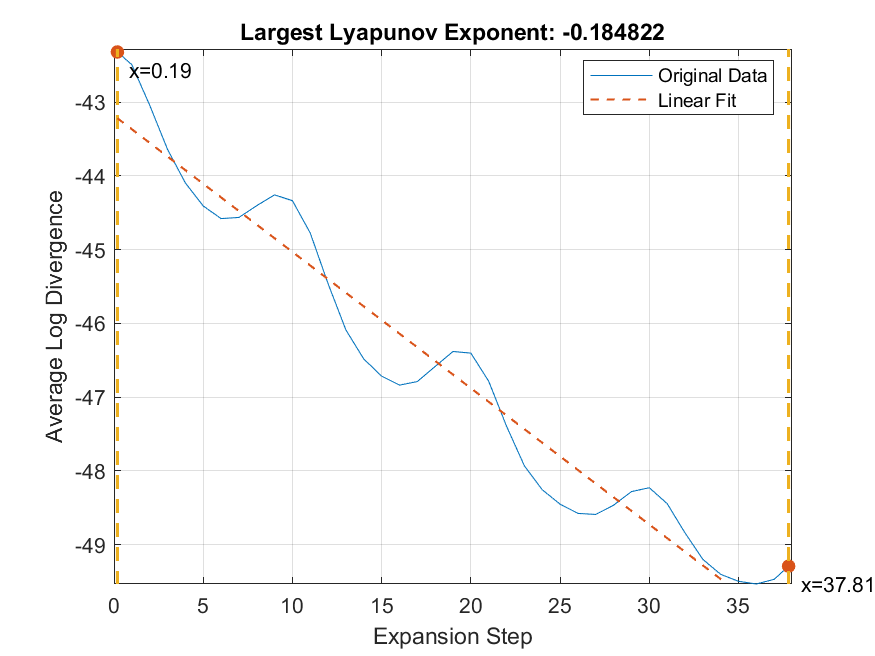 Largest Lyapunov Exponent: -0.184822
x=0.19
Original Data
Linear Fit
-43
-44
-45
-46
-47
-48
-49
Average Log Divergence
x=37.81
0 5 10 15 20 25 30 35
Expansion Step